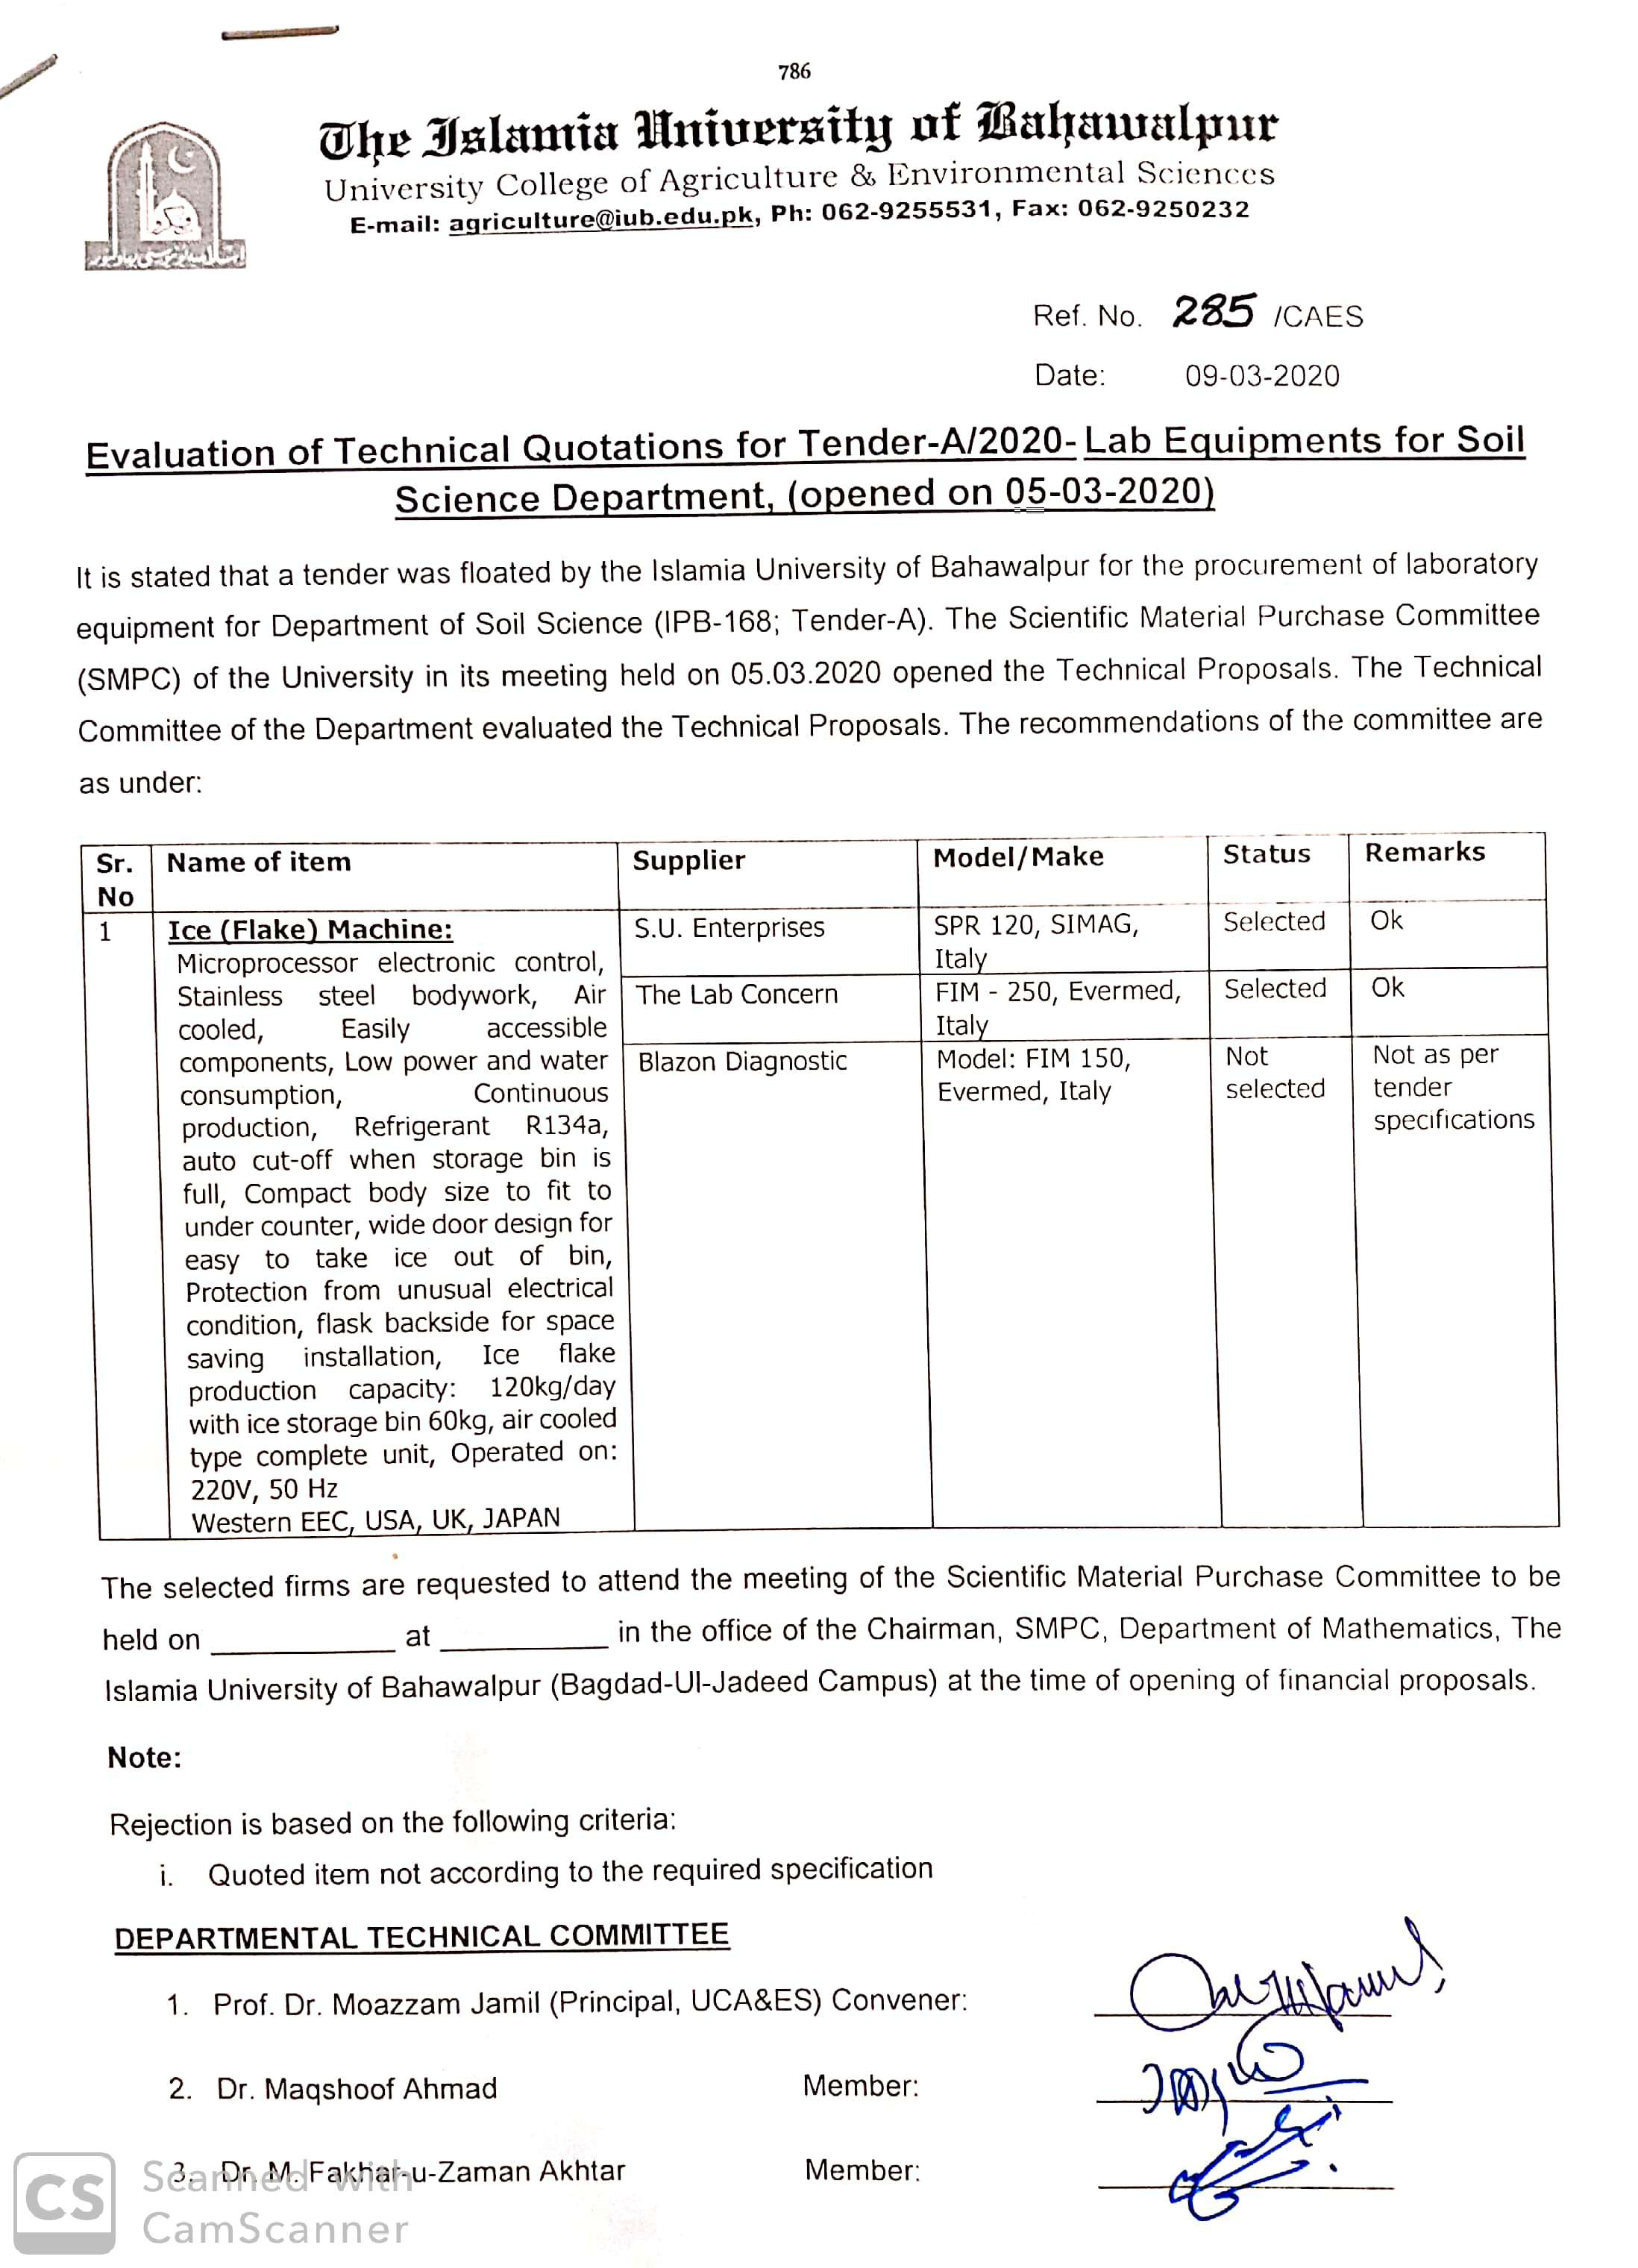 786
The Islamia University of Bahawalpur
University College of Agriculture & Environmental Sciences
E-mail: agriculture@iub.edu.pk, Ph: 062-9255531, Fax: 062-9250232
Ref. No. 285 /CAES
Date: 09-03-2020
Evaluation of Technical Quotations for Tender-A/2020- Lab Equipments for Soil
Science Department, (opened on 05-03-2020)
It is stated that a tender was floated by the Islamia University of Bahawalpur for the procurement of laboratory
equipment for Department of Soil Science (IPB-168; Tender-A). The Scientific Material Purchase Committee
(SMPC) of the University in its meeting held on 05.03.2020 opened the Technical Proposals. The Technical
Committee of the Department evaluated the Technical Proposals. The recommendations of the committee are
as under:
Sr. No Name of item Supplier Model/Make Status Remarks
1 Ice (Flake) Machine:
Microprocessor electronic control,
Stainless steel bodywork, Air
cooled, Easily accessible
components, Low power and water
consumption, Continuous
production, Refrigerant R134a,
auto cut-off when storage bin is
full, Compact body size to fit to
under counter, wide door design for
easy to take ice out of bin,
Protection from unusual electrical
condition, flask backside for space
saving installation, Ice flake
production capacity: 120kg/day
with ice storage bin 60kg, air cooled
type complete unit, Operated on:
220V, 50 Hz
Western EEC, USA, UK, JAPAN
S.U. Enterprises SPR 120, SIMAG, Selected Ok
Italy
The Lab Concern FIM - 250, Evermed, Selected Ok
Italy
Blazon Diagnostic Model: FIM 150, Not Not as per
Evermed, Italy selected tender
specifications
The selected firms are requested to attend the meeting of the Scientific Material Purchase Committee to be
held on ____________ at ___________ in the office of the Chairman, SMPC, Department of Mathematics, The
Islamia University of Bahawalpur (Bagdad-Ul-Jadeed Campus) at the time of opening of financial proposals.
Note:
Rejection is based on the following criteria:
i. Quoted item not according to the required specification
DEPARTMENTAL TECHNICAL COMMITTEE
1. Prof. Dr. Moazzam Jamil (Principal, UCA&ES) Convener:
2. Dr. Maqshoof Ahmad Member:
3. Dr. M. Fakhar-u-Zaman Akhtar Member:
CS Scanned with
CamScanner